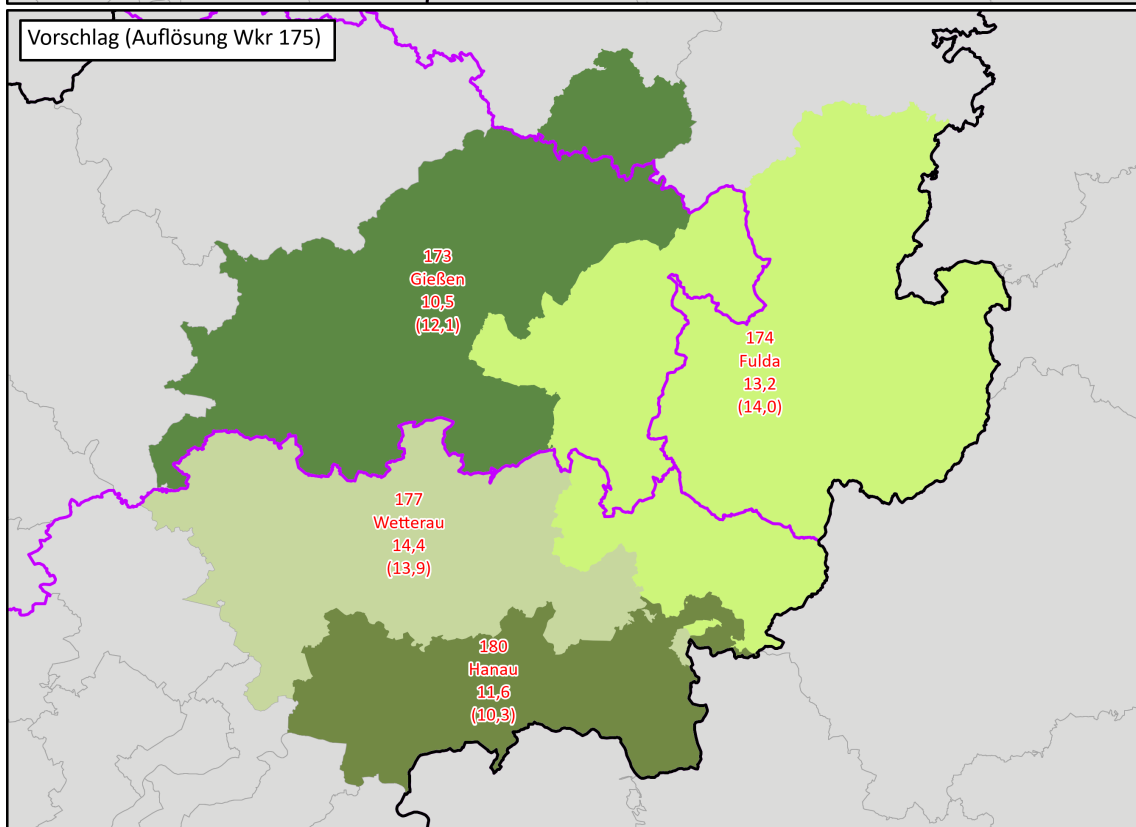 Vorschlag (Auflösung Wkr 175)
173
Gießen
10,5
(12,1)
174
Fulda
13,2
(14,0)
177
Wetterau
14,4
(13,9)
180
Hanau
11,6
(10,3)